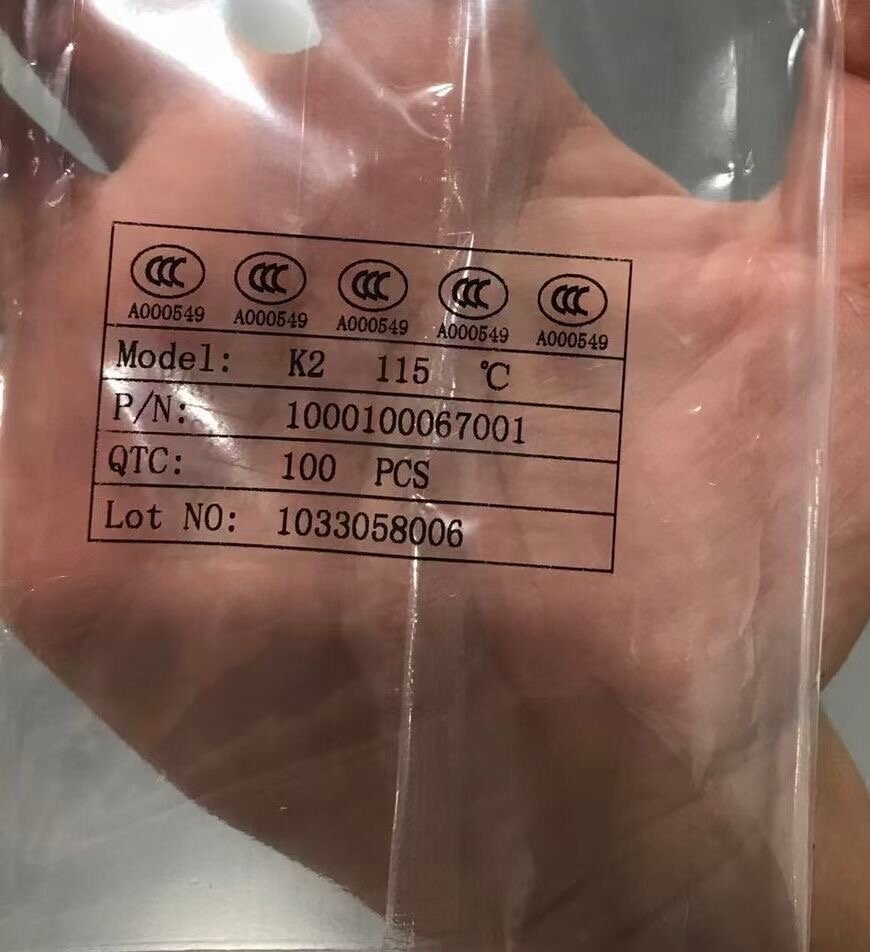 CCC CCC CCC CCC CCC
A000549 A000549 A000549 A000549 A000549
Model: K2 115 ℃
P/N: 1000100067001
QTC: 100 PCS
Lot NO: 1033058006